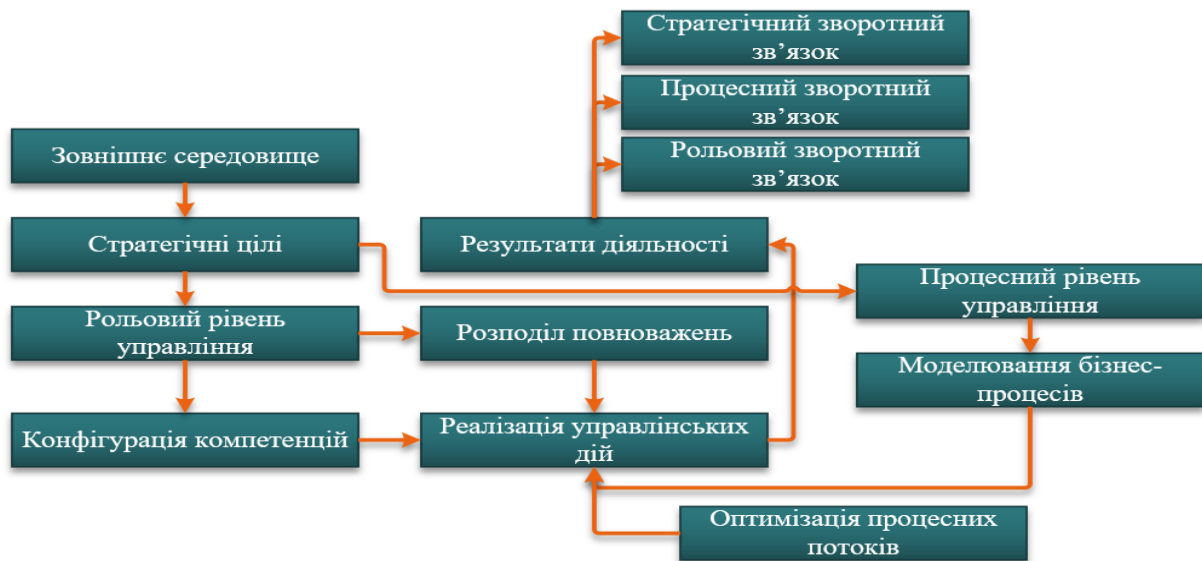 Стратегічний зворотний
зв’язок
Процесний зворотний
зв’язок
Рольовий зворотний
зв’язок
Зовнішнє середовище
Стратегічні цілі
Результати діяльності
Процесний рівень
управління
Рольовий рівень
управління
Розподіл повноважень
Моделювання бізнес-
процесів
Конфігурація компетенцій
Реалізація управлінських
дій
Оптимізація процесних
потоків